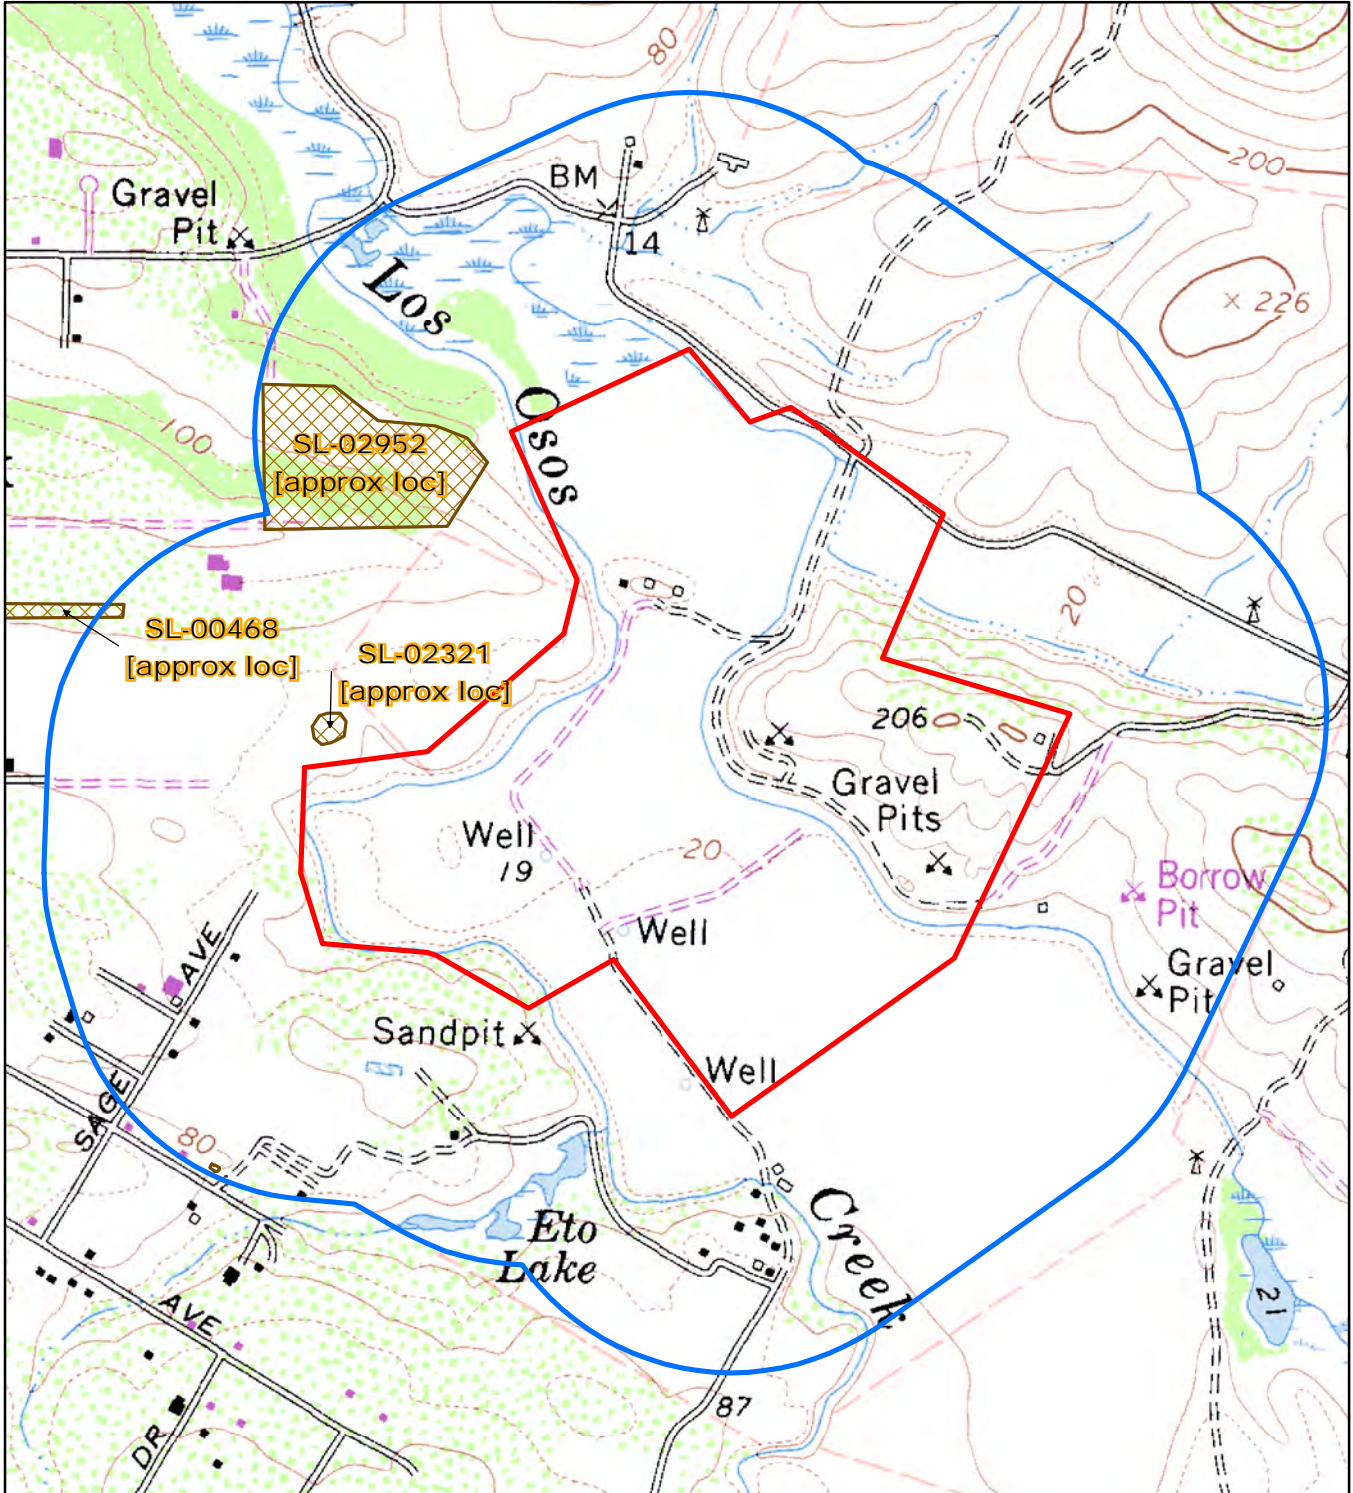 80
200
BM
Gravel
Pit
14
Los
× 226
Osos
100
SL-02952
[approx loc]
20
SL-00468
[approx loc]
SL-02321
[approx loc]
206
Gravel
Pits
Well
19
20
Borrow
Pit
Well
Gravel
Pit
AVE
Sandpit
Well
SAGE
80
Creek
Eto
Lake
21
AVE
87
DR